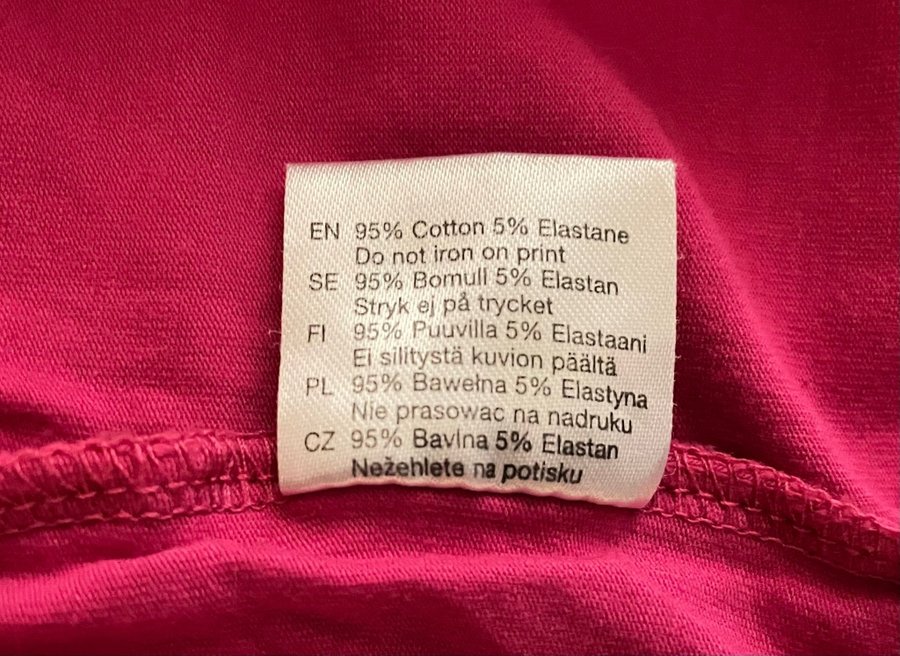 EN 95% Cotton 5% Elastane
Do not iron on print
SE 95% Bomull 5% Elastan
Stryk ej på trycket
FI 95% Puuvilla 5% Elastaani
Ei silitystä kuvion päältä
PL 95% Bawełna 5% Elastyna
Nie prasowac na nadruku
CZ 95% Bavlna 5% Elastan
Nežehlete na potisku